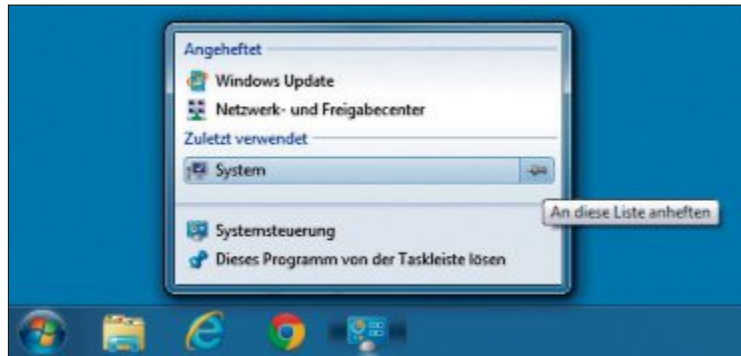 Angeheftet
Windows Update
Netzwerk- und Freigabecenter
Zuletzt verwendet
System
An diese Liste anheften
Systemsteuerung
Dieses Programm von der Taskleiste lösen